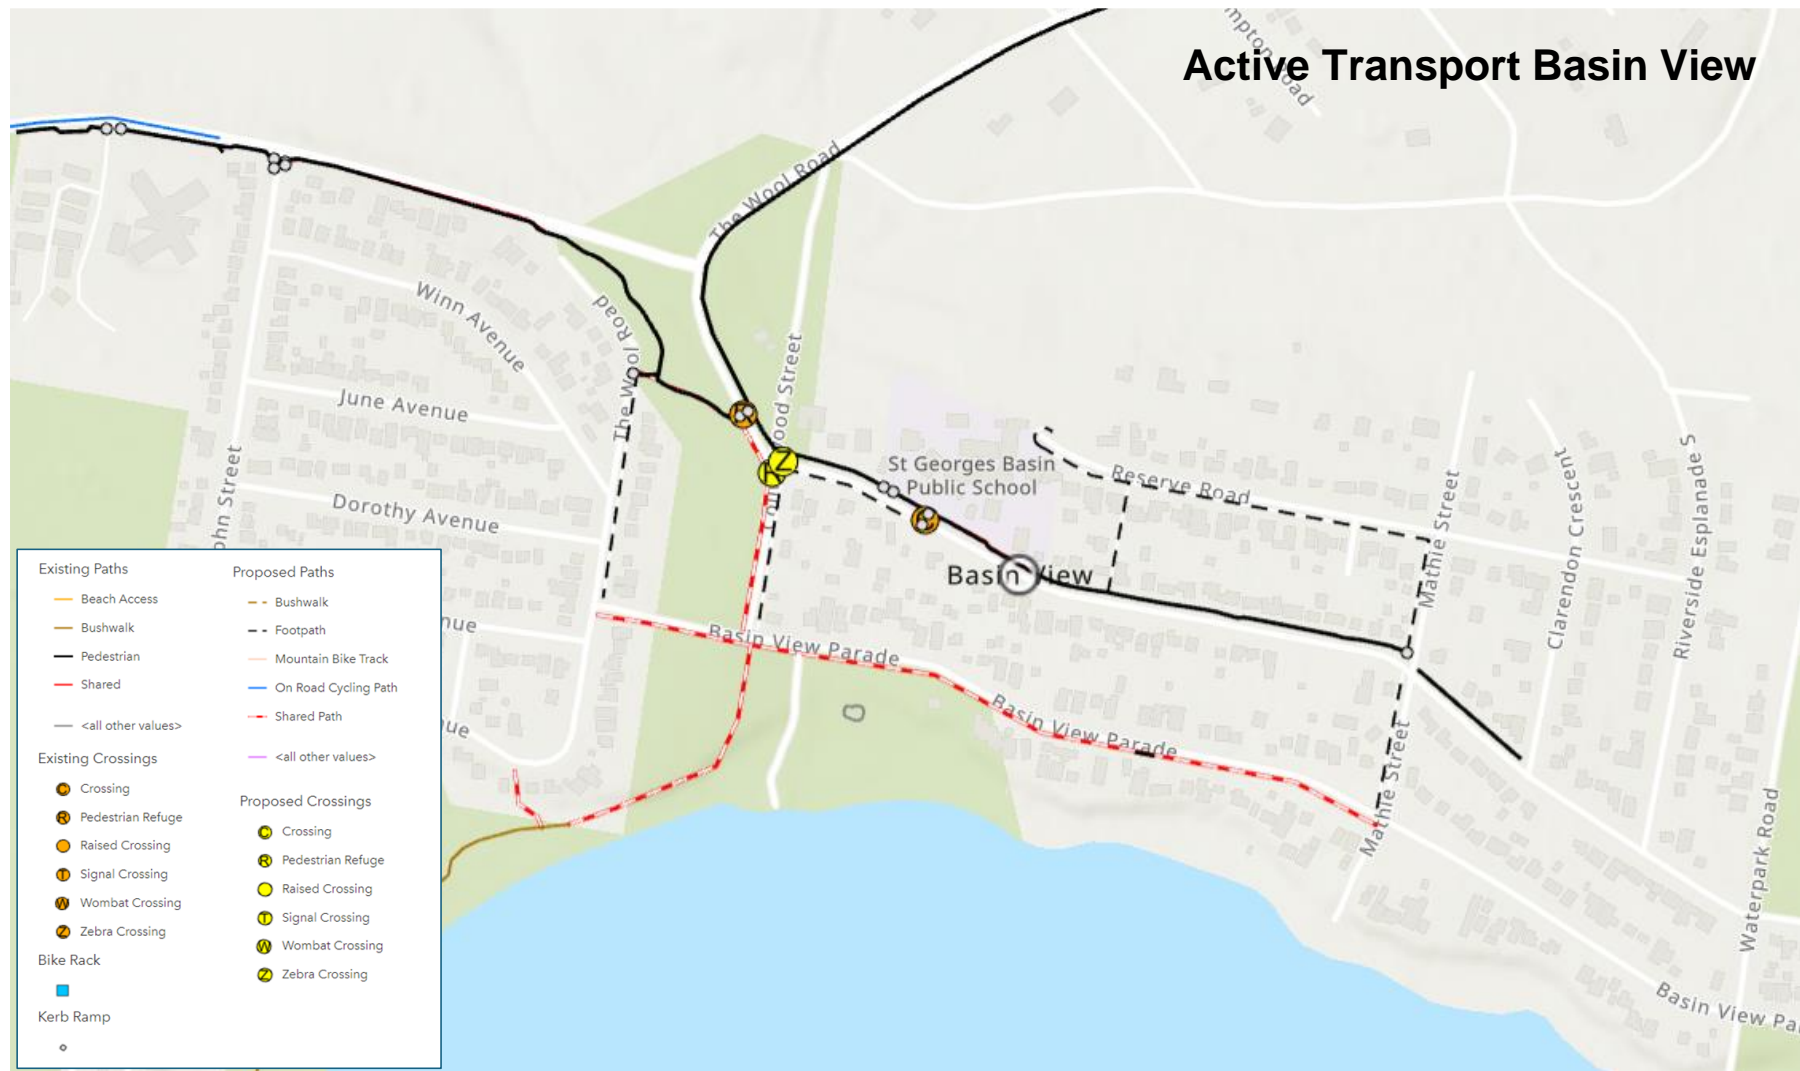 Active Transport Basin View
Road
The Wool Road
Winn Avenue
The Wool Road
June Avenue
St Georges Basin
Public School
Reserve Road
Mathie Street
Clarendon Crescent
Riverside Esplanade S
Dorothy Avenue
Basin View
Basin View Parade
Basin View Parade
Mathie Street
Waterpark Road
Existing Paths
Beach Access
Bushwalk
Pedestrian
Shared
<all other values>
Existing Crossings
Crossing
Pedestrian Refuge
Raised Crossing
Signal Crossing
Wombat Crossing
Zebra Crossing
Bike Rack
Kerb Ramp
Proposed Paths
Bushwalk
Footpath
Mountain Bike Track
On Road Cycling Path
Shared Path
<all other values>
Proposed Crossings
Crossing
Pedestrian Refuge
Raised Crossing
Signal Crossing
Wombat Crossing
Zebra Crossing
Basin View Pa